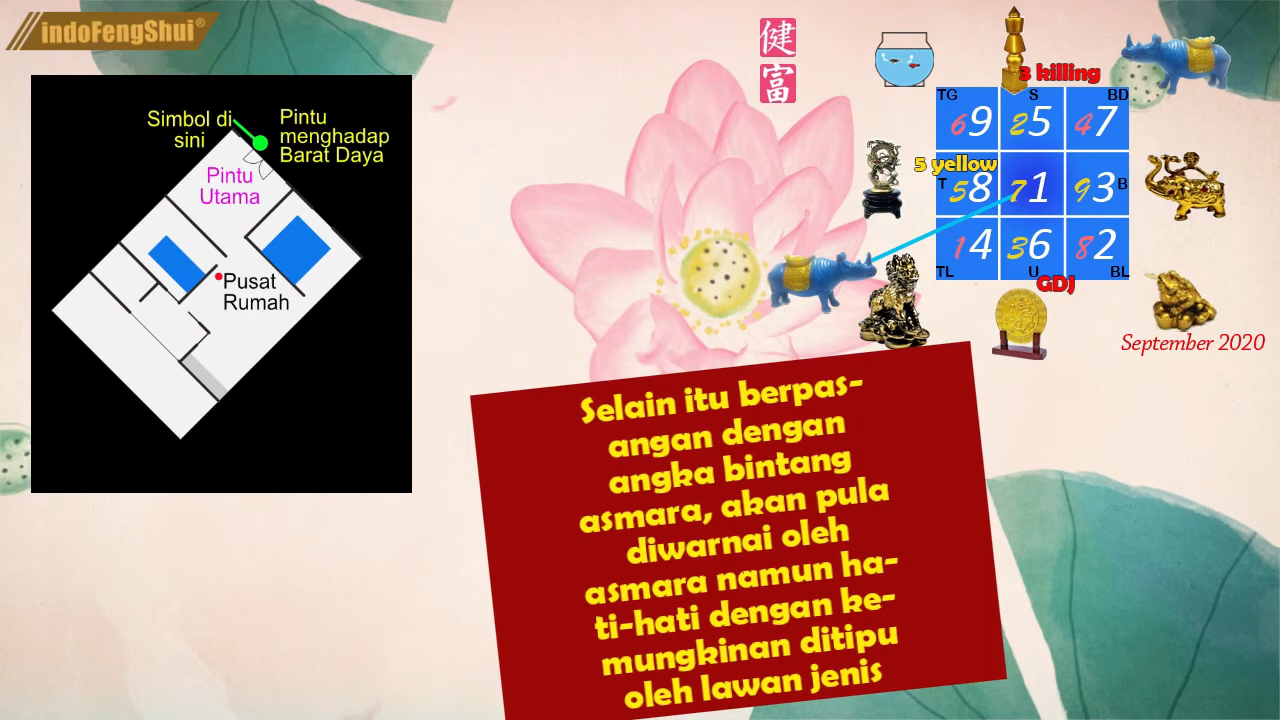 indoFengShui®
Simbol di
sini
Pintu
menghadap
Barat Daya
Pintu
Utama
Pusat
Rumah
健
富
3 killing
TG S BD
69 25 47
5 yellow
T 58 71 93 B
14 36 82
TL U BL
GDJ
September 2020
Selain itu berpas-
angan dengan
angka bintang
asmara, akan pula
diwarnai oleh
asmara namun ha-
ti-hati dengan ke-
mungkinan ditipu
oleh lawan jenis